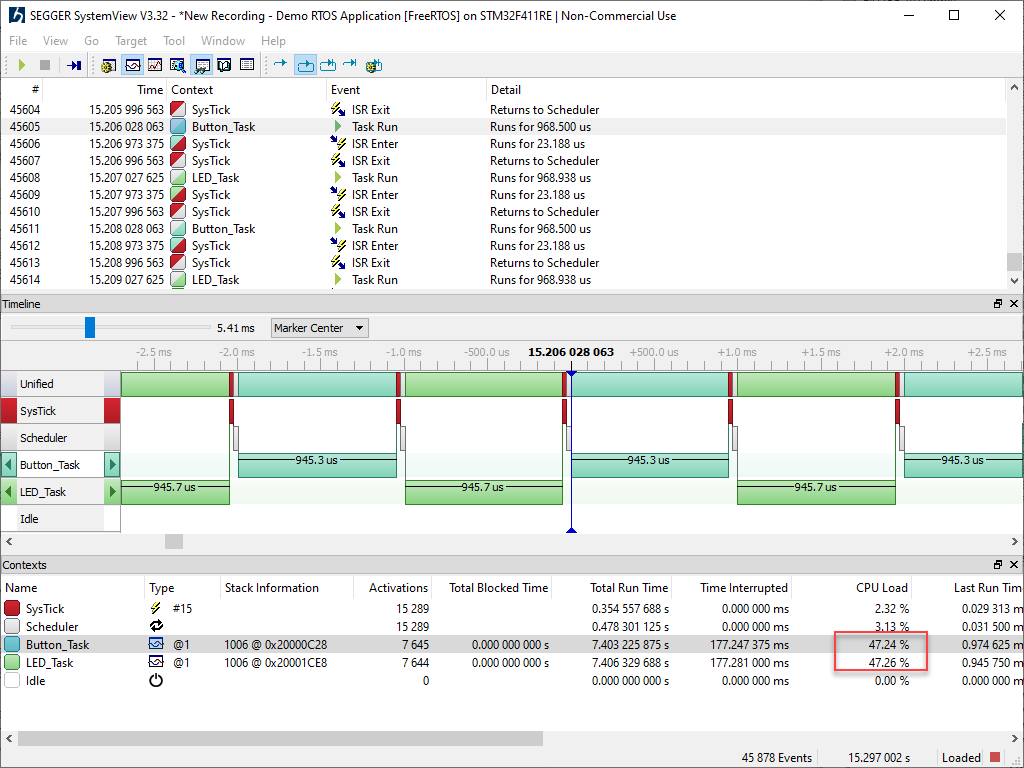 SEGGER SystemView V3.32 - *New Recording - Demo RTOS Application [FreeRTOS] on STM32F411RE | Non-Commercial Use
File View Go Target Tool Window Help
# Time Context Event Detail
45604 15.205 996 563 SysTick ISR Exit Returns to Scheduler
45605 15.206 028 063 Button_Task Task Run Runs for 968.500 us
45606 15.206 973 375 SysTick ISR Enter Runs for 23.188 us
45607 15.206 996 563 SysTick ISR Exit Returns to Scheduler
45608 15.207 027 625 LED_Task Task Run Runs for 968.938 us
45609 15.207 973 375 SysTick ISR Enter Runs for 23.188 us
45610 15.207 996 563 SysTick ISR Exit Returns to Scheduler
45611 15.208 028 063 Button_Task Task Run Runs for 968.500 us
45612 15.208 973 375 SysTick ISR Enter Runs for 23.188 us
45613 15.208 996 563 SysTick ISR Exit Returns to Scheduler
45614 15.209 027 625 LED_Task Task Run Runs for 968.938 us
Timeline
5.41 ms Marker Center
-2.5 ms -2.0 ms -1.5 ms -1.0 ms -500.0 us 15.206 028 063 +500.0 us +1.0 ms +1.5 ms +2.0 ms +2.5 ms
Unified
SysTick
Scheduler
Button_Task 945.3 us 945.3 us 945.3 us
LED_Task 945.7 us 945.7 us 945.7 us
Idle
Contexts
Name Type Stack Information Activations Total Blocked Time Total Run Time Time Interrupted CPU Load Last Run Tim
SysTick #15 15 289 0.354 557 688 s 0.000 000 ms 2.32 % 0.029 313 m
Scheduler 15 289 0.478 301 125 s 0.000 000 ms 3.13 % 0.031 500 m
Button_Task @1 1006 @ 0x20000C28 7 645 0.000 000 000 s 7.403 225 875 s 177.247 375 ms 47.24 % 0.974 625 m
LED_Task @1 1006 @ 0x20001CE8 7 644 0.000 000 000 s 7.406 329 688 s 177.281 000 ms 47.26 % 0.945 750 m
Idle 0 0.000 000 000 s 0.000 000 ms 0.00 % 0.000 000 m
45 878 Events 15.297 002 s Loaded